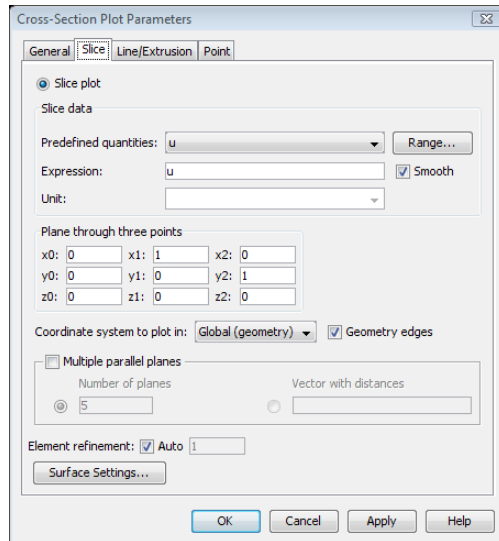 Cross-Section Plot Parameters
General Slice Line/Extrusion Point
Slice plot
Slice data
Predefined quantities: u Range...
Expression: u Smooth
Unit:
Plane through three points
x0: 0 x1: 1 x2: 0
y0: 0 y1: 0 y2: 1
z0: 0 z1: 0 z2: 0
Coordinate system to plot in: Global (geometry) Geometry edges
Multiple parallel planes
Number of planes Vector with distances
5
Element refinement: Auto 1
Surface Settings...
OK Cancel Apply Help